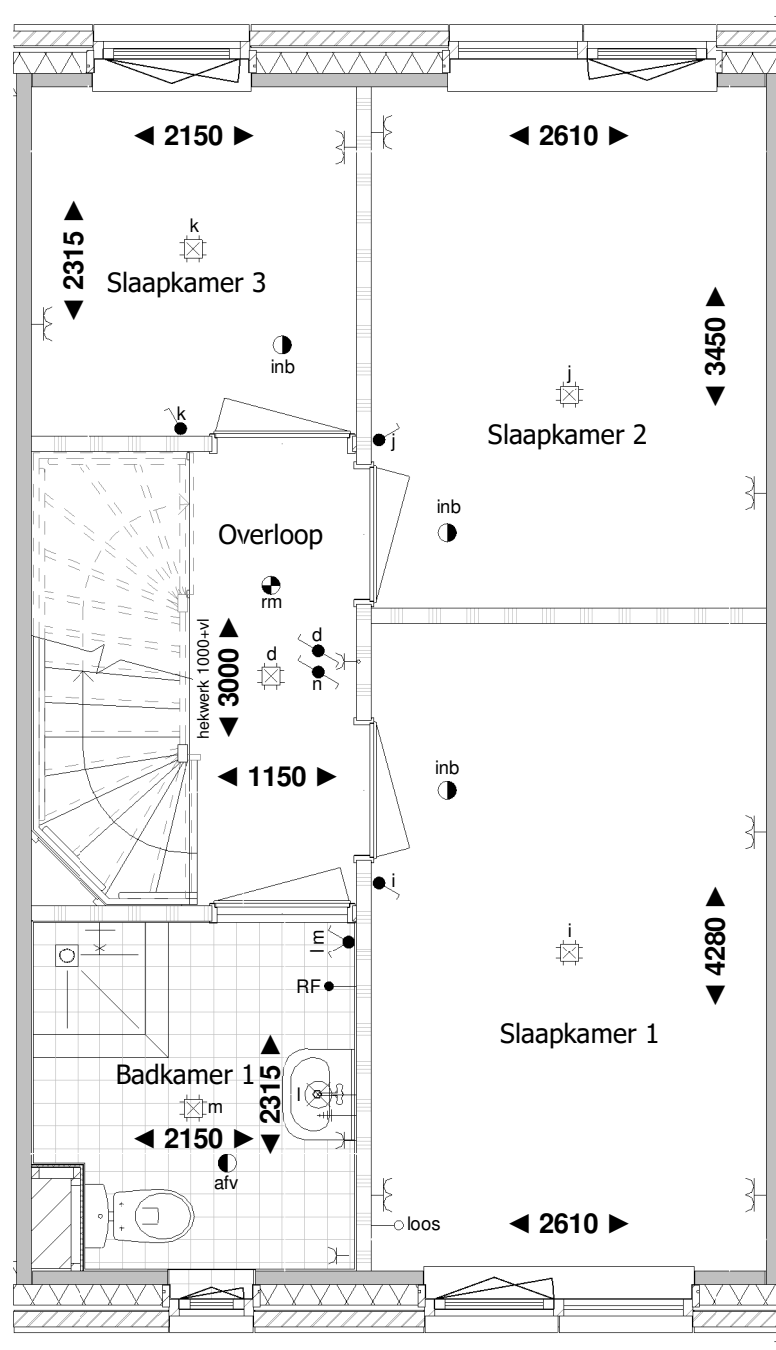 2150
2610
2315
k
Slaapkamer 3
3450
inb
j
k
j
Slaapkamer 2
inb
Overloop
rm
hekwerk 1000+vl
3000
d
d
n
1150
inb
i
l m
i
4280
RF
Slaapkamer 1
Badkamer 1
2315
l
m
2150
afv
loos
2610